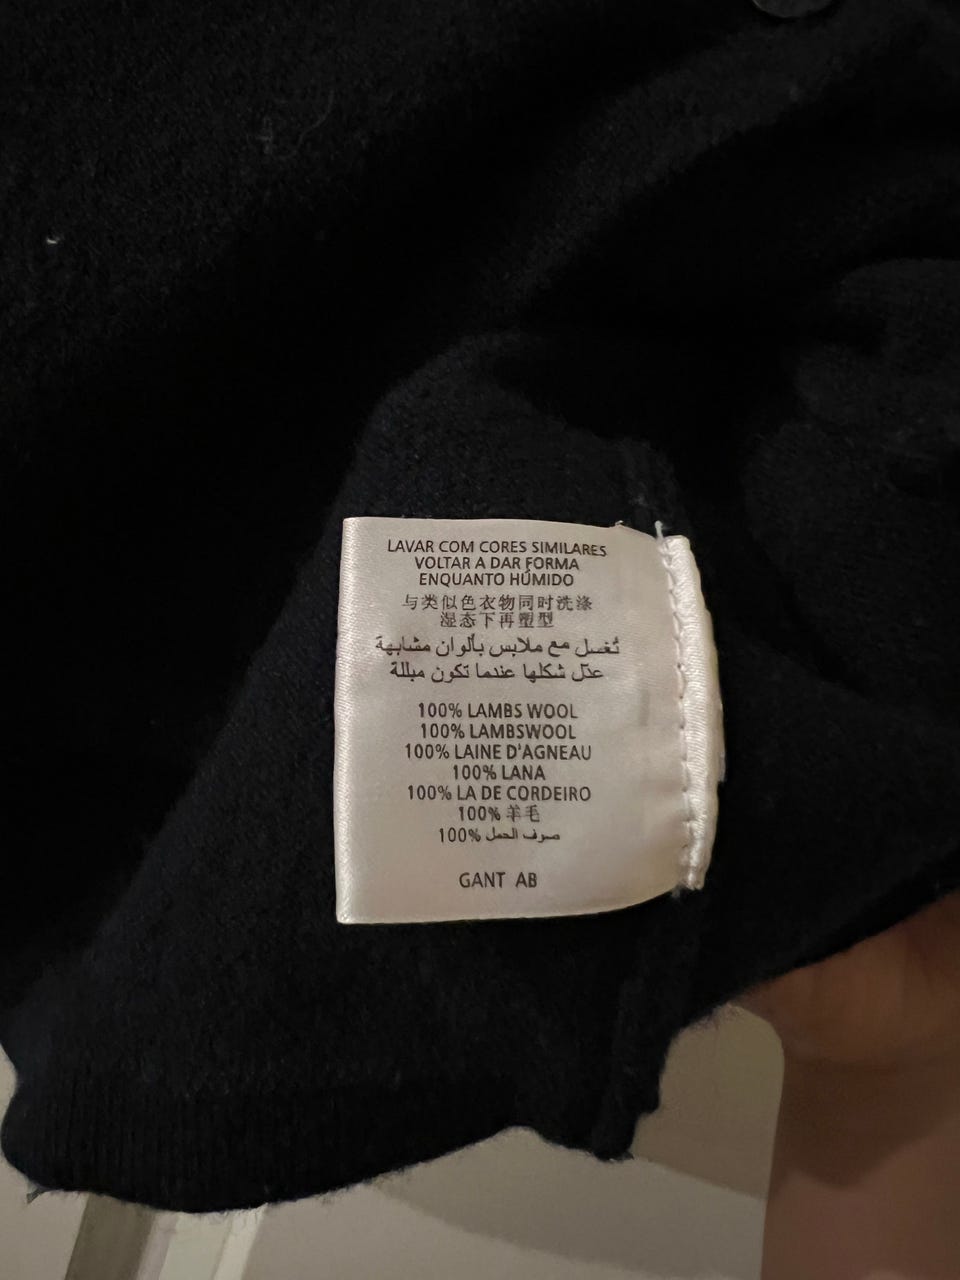 LAVAR COM CORES SIMILARES
VOLTAR A DAR FORMA
ENQUANTO HÚMIDO
与类似色衣物同时洗涤
湿态下再塑型
تُغسل مع ملابس بألوان مشابهة
عدّل شكلها عندما تكون مبللة
100% LAMBS WOOL
100% LAMBSWOOL
100% LAINE D'AGNEAU
100% LANA
100% LA DE CORDEIRO
100% 羊毛
100% صوف الحمل
GANT AB